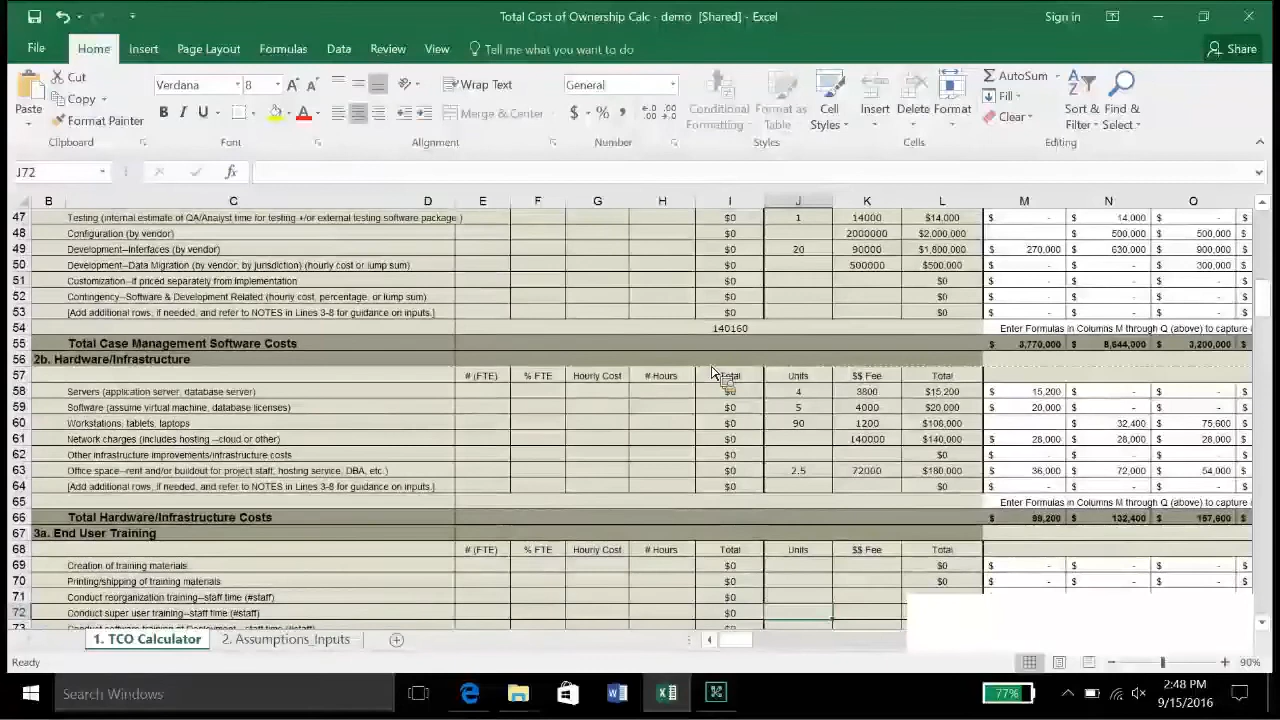 Total Cost of Ownership Calc - demo [Shared] - Excel
Sign in
File Home Insert Page Layout Formulas Data Review View Tell me what you want to do Share
Paste Cut Copy Format Painter
Verdana 8 B I U
Wrap Text Merge & Center
General $ % ,
Conditional Formatting Format as Table Cell Styles
Insert Delete Format
AutoSum Fill Clear Sort & Filter Find & Select
Clipboard Font Alignment Number Styles Cells Editing
J72 fx
B C D E F G H I J K L M N O
47 Testing (internal estimate of QA/Analyst time for testing +/or external testing software package ) $0 1 14000 $14,000 $ - $ 14,000 $ - $
48 Configuration (by vendor) $0 2000000 $2,000,000 $ 500,000 $ 500,000 $
49 Development--Interfaces (by vendor) $0 20 90000 $1,800,000 $ 270,000 $ 630,000 $ 900,000 $
50 Development--Data Migration (by vendor, by jurisdiction) (hourly cost or lump sum) $0 500000 $500,000 $ - $ - $ 300,000 $
51 Customization--if priced separately from implementation $0 $0 $ - $ - $ - $
52 Contingency--Software & Development Related (hourly cost, percentage, or lump sum) $0 $0 $ - $ - $ - $
53 [Add additional rows, if needed, and refer to NOTES in Lines 3-8 for guidance on inputs.] $0 $0 $ - $ - $ - $
54 140160 Enter Formulas in Columns M through Q (above) to capture
55 Total Case Management Software Costs $ 3,770,000 $ 8,644,000 $ 3,200,000 $
56 2b. Hardware/Infrastructure
57 # (FTE) % FTE Hourly Cost # Hours Total Units $$ Fee Total
58 Servers (application server, database server) $0 4 3800 $15,200 $ 15,200 $ - $ - $
59 Software (assume virtual machine, database licenses) $0 5 4000 $20,000 $ 20,000 $ - $ - $
60 Workstations, tablets, laptops $0 90 1200 $108,000 $ 32,400 $ 75,600 $
61 Network charges (includes hosting --cloud or other) $0 140000 $140,000 $ 28,000 $ 28,000 $ 28,000 $
62 Other infrastructure improvements/infrastructure costs $0 $0 $ - $ - $ - $
63 Office space--rent and/or buildout for project staff, hosting service, DBA, etc.) $0 2.5 72000 $180,000 $ 36,000 $ 72,000 $ 54,000 $
64 [Add additional rows, if needed, and refer to NOTES in Lines 3-8 for guidance on inputs.] $0 $0 $ - $ - $ - $
65 Enter Formulas in Columns M through Q (above) to capture
66 Total Hardware/Infrastructure Costs $ 99,200 $ 132,400 $ 157,600 $
67 3a. End User Training
68 # (FTE) % FTE Hourly Cost # Hours Total Units $$ Fee Total
69 Creation of training materials $0 $0 $ - $ - $ - $
70 Printing/shipping of training materials $0 $0 $ - $ - $ - $
71 Conduct reorganization training--staff time (#staff) $0
72 Conduct super user training--staff time (#staff) $0
73
1. TCO Calculator 2. Assumptions_Inputs
Ready 90%
Search Windows 77% 2:48 PM
9/15/2016